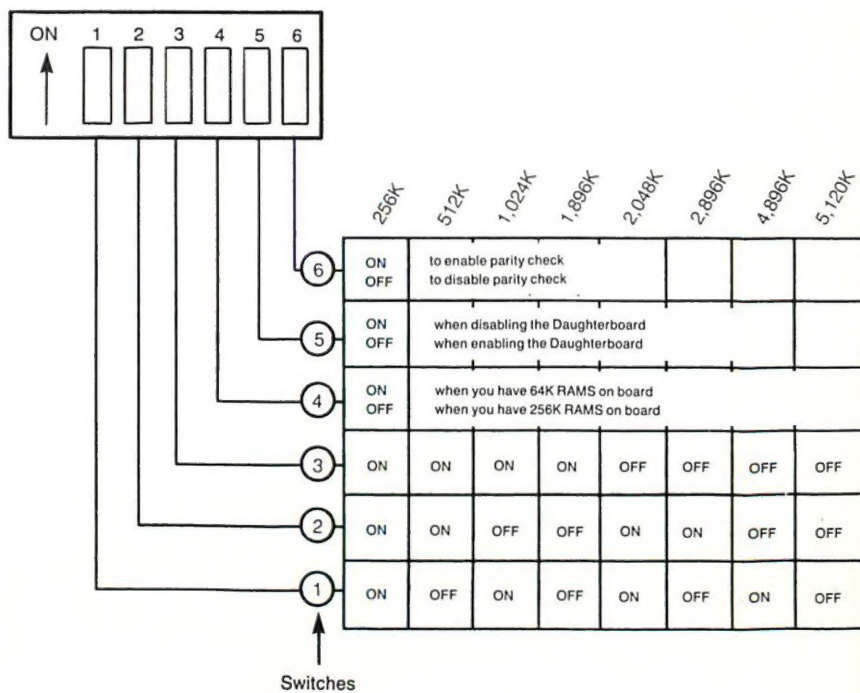 ON 1 2 3 4 5 6
256K 512K 1,024K 1,896K 2,048K 2,896K 4,896K 5,120K
6 ON to enable parity check
OFF to disable parity check
5 ON when disabling the Daughterboard
OFF when enabling the Daughterboard
4 ON when you have 64K RAMS on board
OFF when you have 256K RAMS on board
3 ON ON ON ON OFF OFF OFF OFF
2 ON ON OFF OFF ON ON OFF OFF
1 ON OFF ON OFF ON OFF ON OFF
Switches